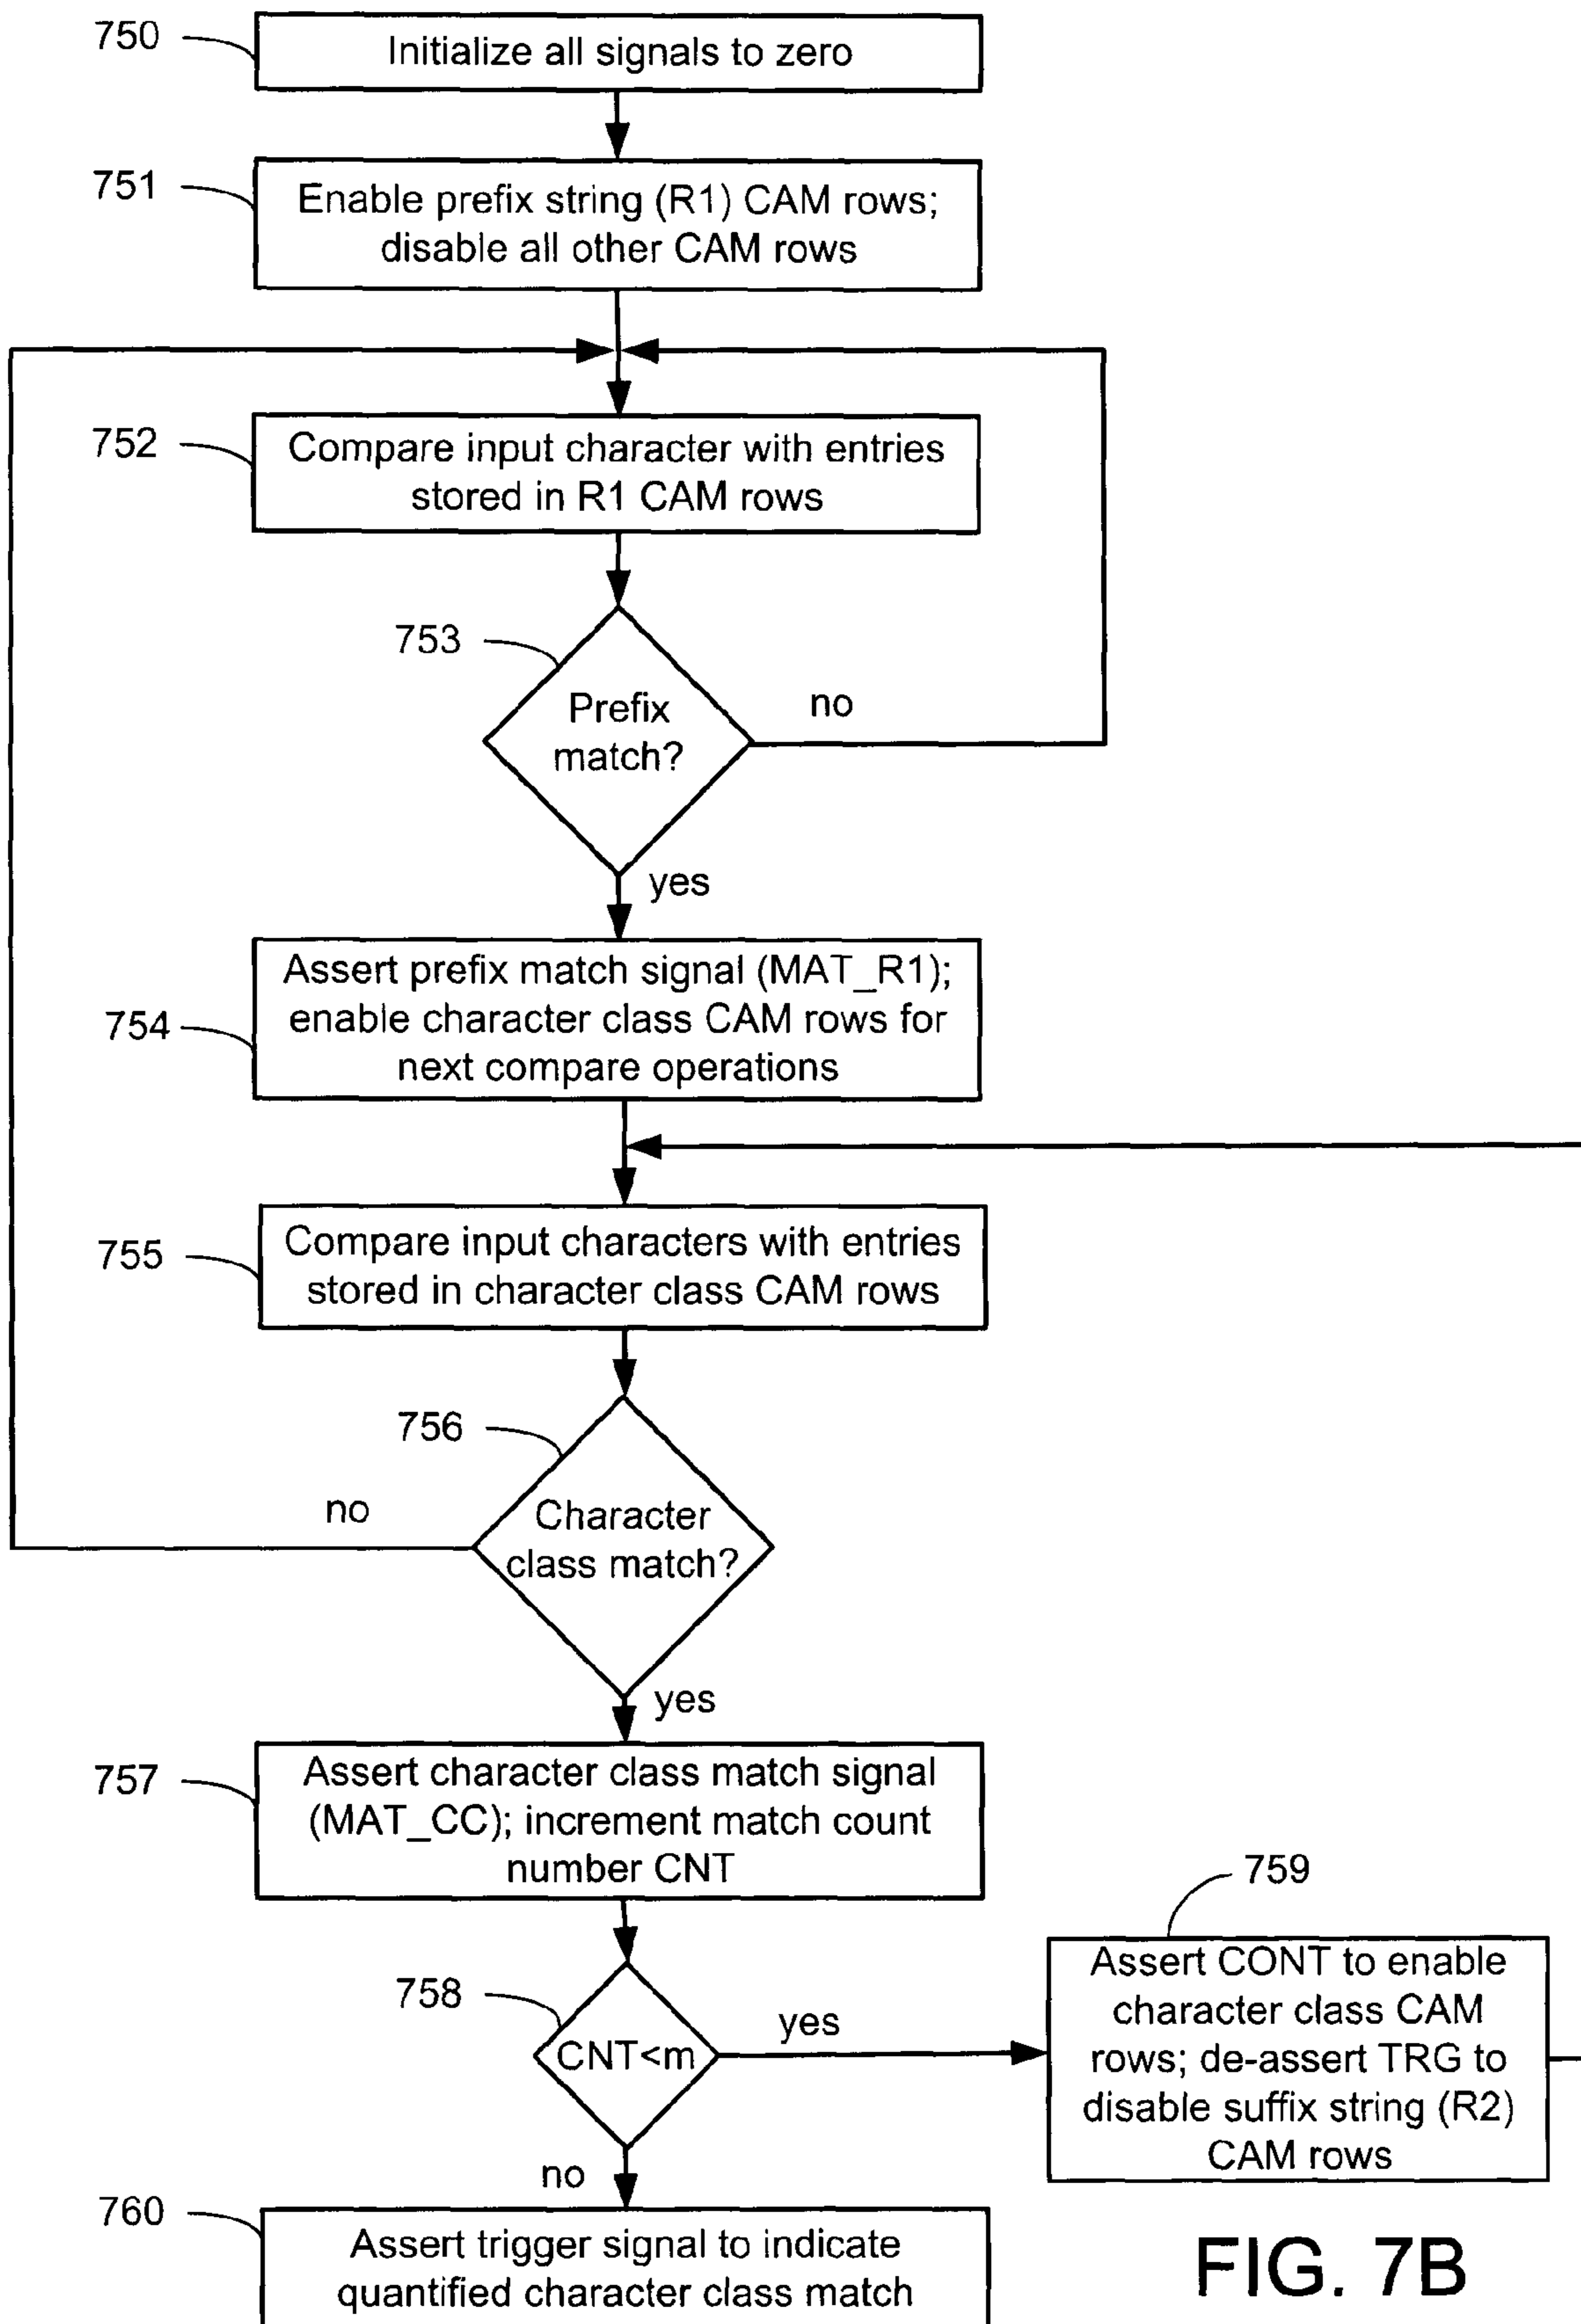 750
Initialize all signals to zero
751
Enable prefix string (R1) CAM rows;
disable all other CAM rows
752
Compare input character with entries
stored in R1 CAM rows
753
Prefix
match?
no
yes
754
Assert prefix match signal (MAT_R1);
enable character class CAM rows for
next compare operations
755
Compare input characters with entries
stored in character class CAM rows
756
Character
class match?
no
yes
757
Assert character class match signal
(MAT_CC); increment match count
number CNT
758
CNT<m
yes
no
759
Assert CONT to enable
character class CAM
rows; de-assert TRG to
disable suffix string (R2)
CAM rows
760
Assert trigger signal to indicate
quantified character class match
FIG. 7B